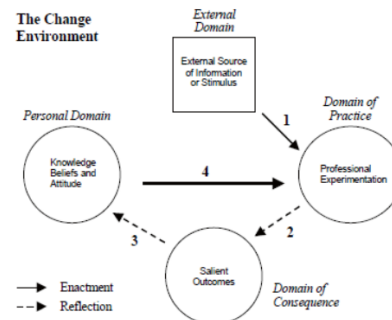 The Change
Environment
External
Domain
External Source
of Information
or Stimulus
Personal Domain
Domain of
Practice
1
Knowledge
Beliefs and
Attitude
4
Professional
Experimentation
3
2
Salient
Outcomes
Domain of
Consequence
Enactment
Reflection